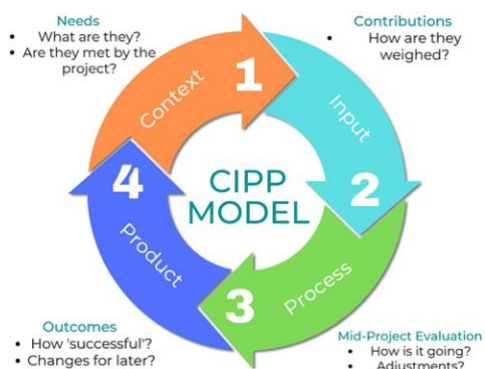 Needs
• What are they?
• Are they met by the
project?
Contributions
• How are they
weighed?
1
Context
Input
2
4
CIPP
MODEL
Product
3
Process
Outcomes
• How 'successful'?
• Changes for later?
Mid-Project Evaluation
• How is it going?
• Adjustments?